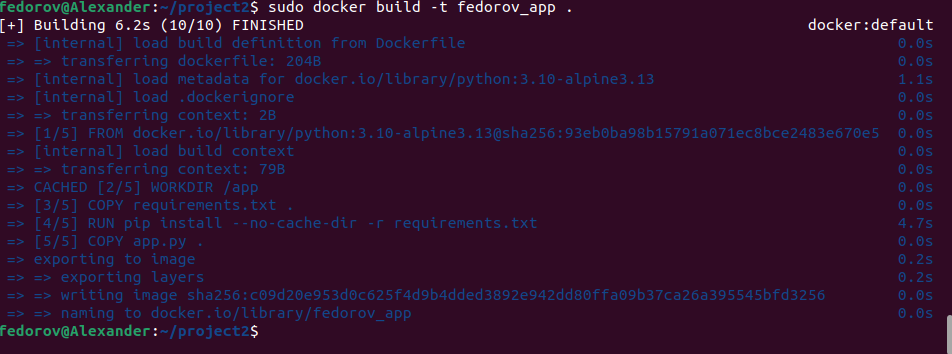 fedorov@Alexander:~/project2$ sudo docker build -t fedorov_app .
[+] Building 6.2s (10/10) FINISHED docker:default
=> [internal] load build definition from Dockerfile 0.0s
=> => transferring dockerfile: 204B 0.0s
=> [internal] load metadata for docker.io/library/python:3.10-alpine3.13 1.1s
=> [internal] load .dockerignore 0.0s
=> => transferring context: 2B 0.0s
=> [1/5] FROM docker.io/library/python:3.10-alpine3.13@sha256:93eb0ba98b15791a071ec8bce2483e670e5 0.0s
=> [internal] load build context 0.0s
=> => transferring context: 79B 0.0s
=> CACHED [2/5] WORKDIR /app 0.0s
=> [3/5] COPY requirements.txt . 0.0s
=> [4/5] RUN pip install --no-cache-dir -r requirements.txt 4.7s
=> [5/5] COPY app.py . 0.0s
=> exporting to image 0.2s
=> => exporting layers 0.2s
=> => writing image sha256:c09d20e953d0c625f4d9b4dded3892e942dd80ffa09b37ca26a395545bfd3256 0.0s
=> => naming to docker.io/library/fedorov_app 0.0s
fedorov@Alexander:~/project2$